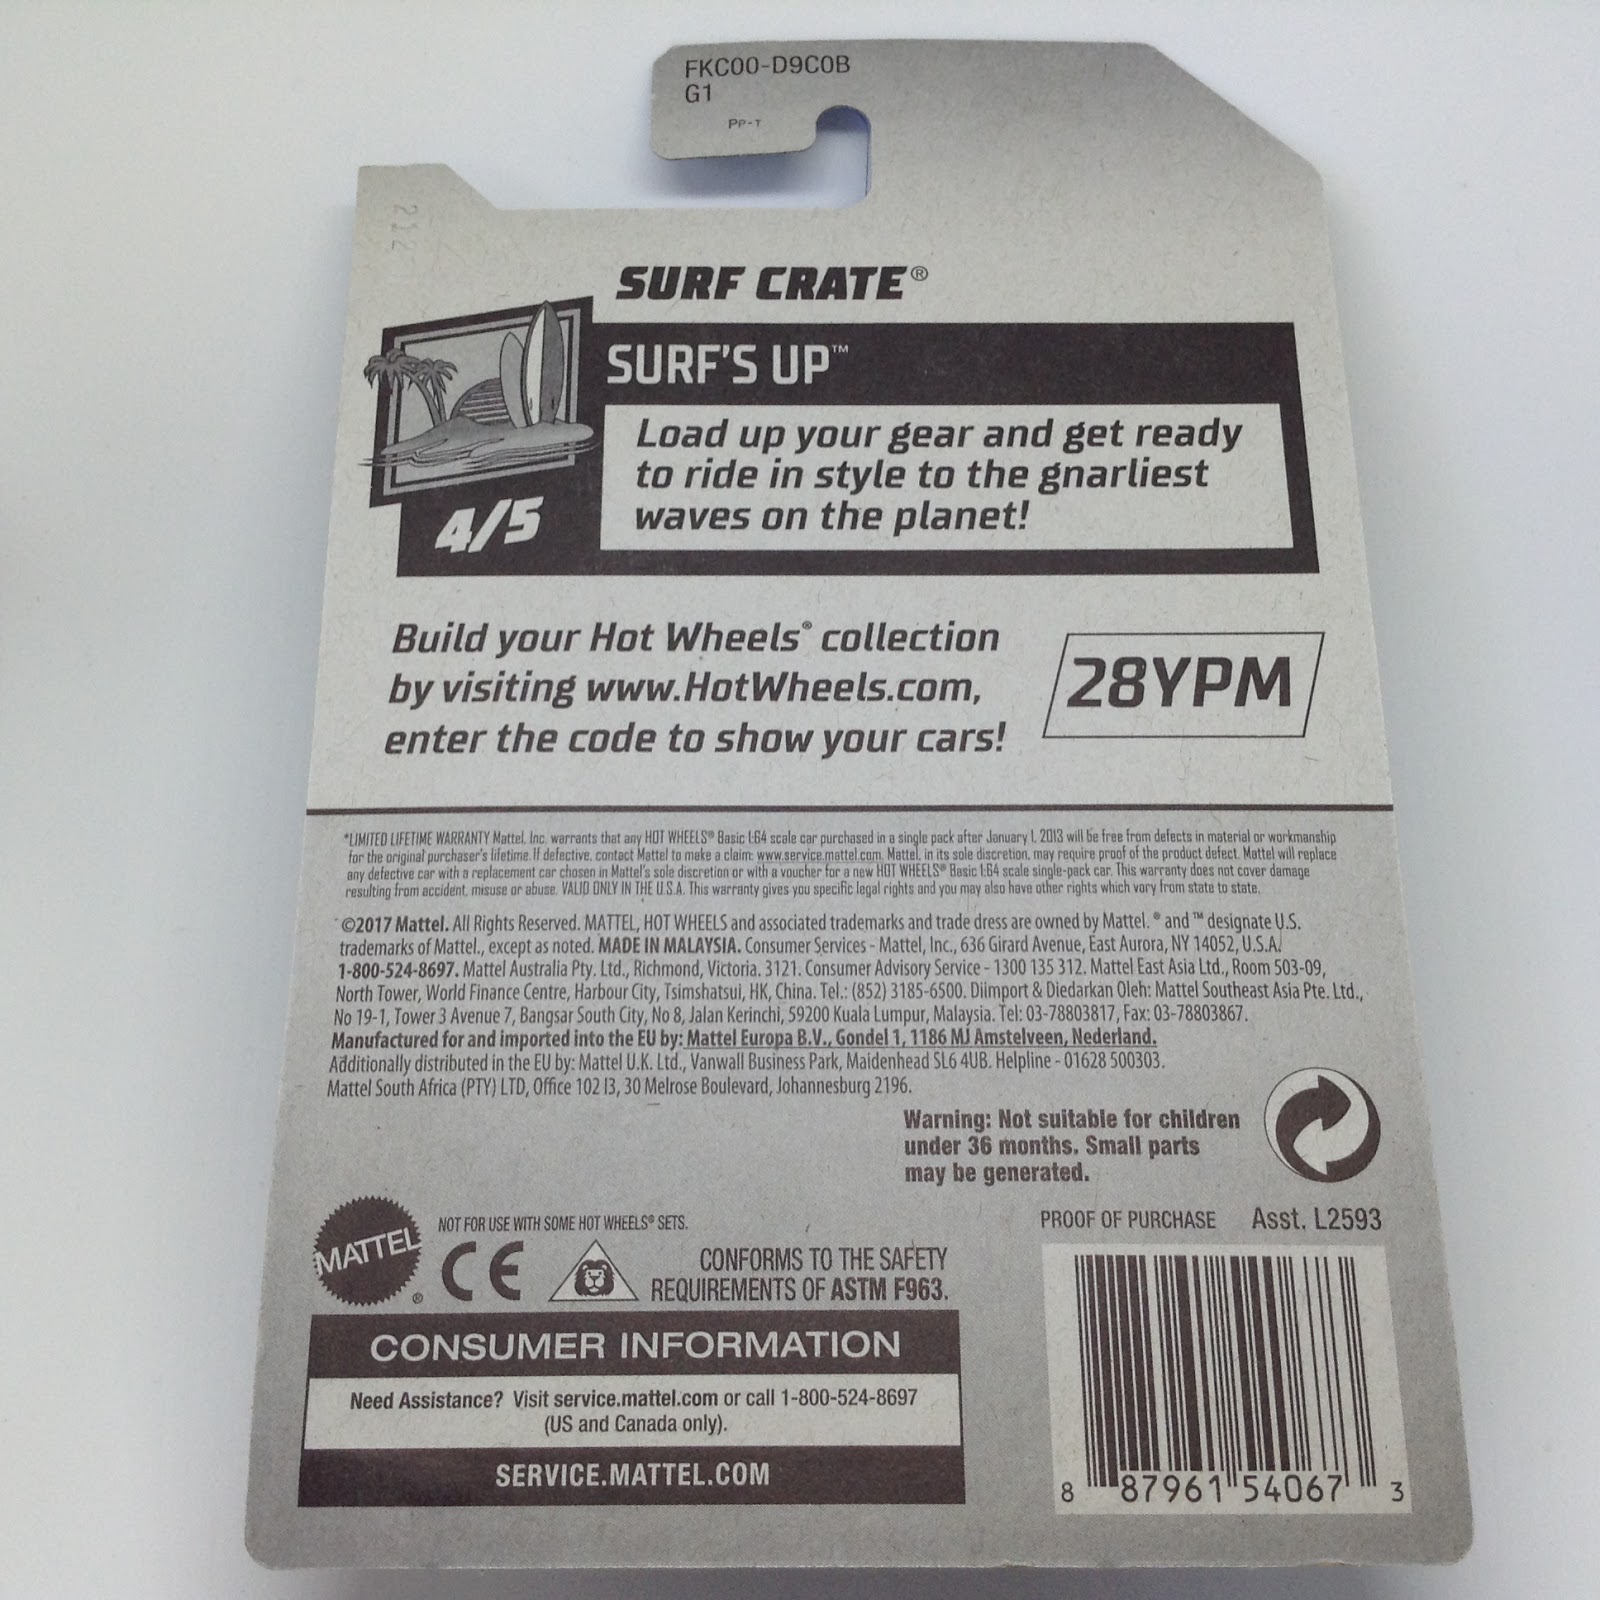 FKC00-D9C0B
G1
PP-T
212
SURF CRATE®
SURF'S UP™
Load up your gear and get ready
to ride in style to the gnarliest
waves on the planet!
4/5
Build your Hot Wheels® collection
by visiting www.HotWheels.com,
enter the code to show your cars!
28YPM
*LIMITED LIFETIME WARRANTY Mattel, Inc. warrants that any HOT WHEELS® Basic 1:64 scale car purchased in a single pack after January 1, 2013 will be free from defects in material or workmanship
for the original purchaser's lifetime. If defective, contact Mattel to make a claim: www.service.mattel.com. Mattel, in its sole discretion, may require proof of the product defect. Mattel will replace
any defective car with a replacement car chosen in Mattel's sole discretion or with a voucher for a new HOT WHEELS® Basic 1:64 scale single-pack car. This warranty does not cover damage
resulting from accident, misuse or abuse. VALID ONLY IN THE U.S.A. This warranty gives you specific legal rights and you may also have other rights which vary from state to state.
©2017 Mattel. All Rights Reserved. MATTEL, HOT WHEELS and associated trademarks and trade dress are owned by Mattel. ® and ™ designate U.S.
trademarks of Mattel., except as noted. MADE IN MALAYSIA. Consumer Services - Mattel, Inc., 636 Girard Avenue, East Aurora, NY 14052, U.S.A.
1-800-524-8697. Mattel Australia Pty. Ltd., Richmond, Victoria. 3121. Consumer Advisory Service - 1300 135 312. Mattel East Asia Ltd., Room 503-09,
North Tower, World Finance Centre, Harbour City, Tsimshatsui, HK, China. Tel.: (852) 3185-6500. Diimport & Diedarkan Oleh: Mattel Southeast Asia Pte. Ltd.,
No 19-1, Tower 3 Avenue 7, Bangsar South City, No 8, Jalan Kerinchi, 59200 Kuala Lumpur, Malaysia. Tel: 03-78803817, Fax: 03-78803867.
Manufactured for and imported into the EU by: Mattel Europa B.V., Gondel 1, 1186 MJ Amstelveen, Nederland.
Additionally distributed in the EU by: Mattel U.K. Ltd., Vanwall Business Park, Maidenhead SL6 4UB. Helpline - 01628 500303.
Mattel South Africa (PTY) LTD, Office 102 I3, 30 Melrose Boulevard, Johannesburg 2196.
Warning: Not suitable for children
under 36 months. Small parts
may be generated.
PROOF OF PURCHASE Asst. L2593
NOT FOR USE WITH SOME HOT WHEELS® SETS.
MATTEL®
CE
CONFORMS TO THE SAFETY
REQUIREMENTS OF ASTM F963.
CONSUMER INFORMATION
Need Assistance? Visit service.mattel.com or call 1-800-524-8697
(US and Canada only).
SERVICE.MATTEL.COM
8 87961 54067 3